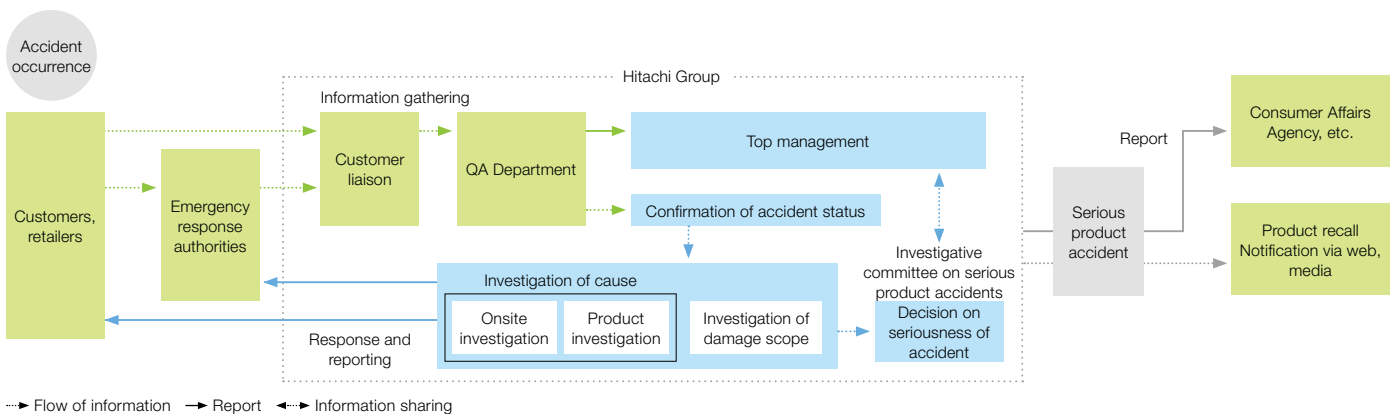 Accident
occurrence
Hitachi Group
Information gathering
Customers,
retailers
Emergency
response
authorities
Customer
liaison
QA Department
Top management
Confirmation of accident status
Investigation of cause
Onsite
investigation
Product
investigation
Investigation of
damage scope
Response and
reporting
Investigative
committee on serious
product accidents
Decision on
seriousness of
accident
Serious
product
accident
Report
Consumer Affairs
Agency, etc.
Product recall
Notification via web,
media
Flow of information
Report
Information sharing